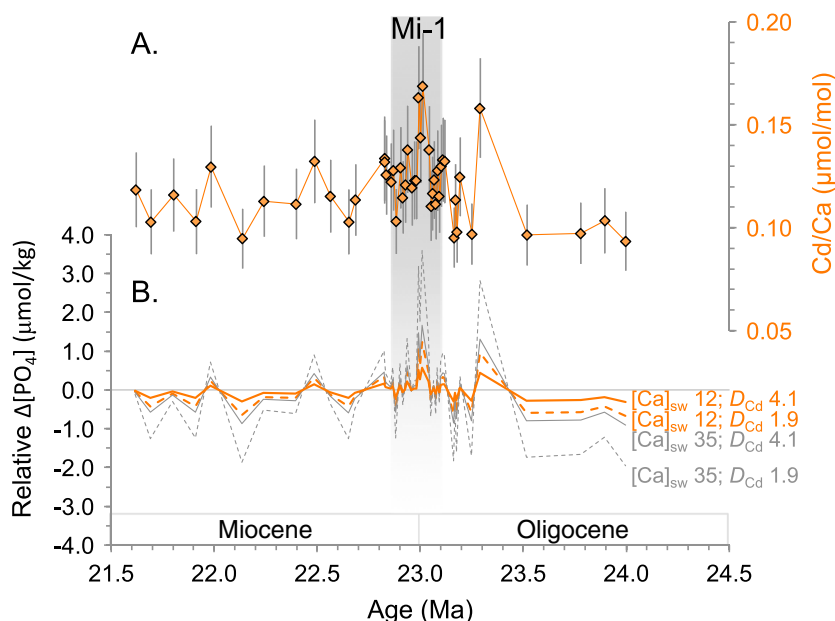 Mi-1
A.
0.20
0.15
0.10
0.05
Cd/Ca (μmol/mol)
B.
4.0
3.0
2.0
1.0
0.0
-1.0
-2.0
-3.0
-4.0
Relative Δ[PO4] (μmol/kg)
[Ca]sw 12; DCd 4.1
[Ca]sw 12; DCd 1.9
[Ca]sw 35; DCd 4.1
[Ca]sw 35; DCd 1.9
Miocene Oligocene
21.5 22.0 22.5 23.0 23.5 24.0 24.5
Age (Ma)